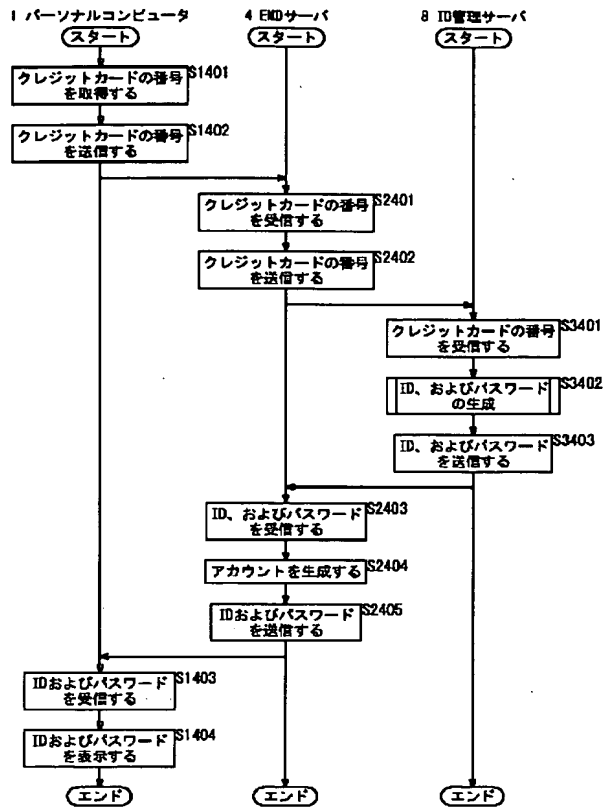 1 パーソナルコンピュータ
4 EMDサーバ
8 ID管理サーバ
スタート
スタート
スタート
クレジットカードの番号
を取得する
S1401
クレジットカードの番号
を送信する
S1402
クレジットカードの番号
を受信する
S2401
クレジットカードの番号
を送信する
S2402
クレジットカードの番号
を受信する
S3401
ID、およびパスワード
の生成
S3402
ID、およびパスワード
を送信する
S3403
ID、およびパスワード
を受信する
S2403
アカウントを生成する
S2404
IDおよびパスワード
を送信する
S2405
IDおよびパスワード
を受信する
S1403
IDおよびパスワード
を表示する
S1404
エンド
エンド
エンド